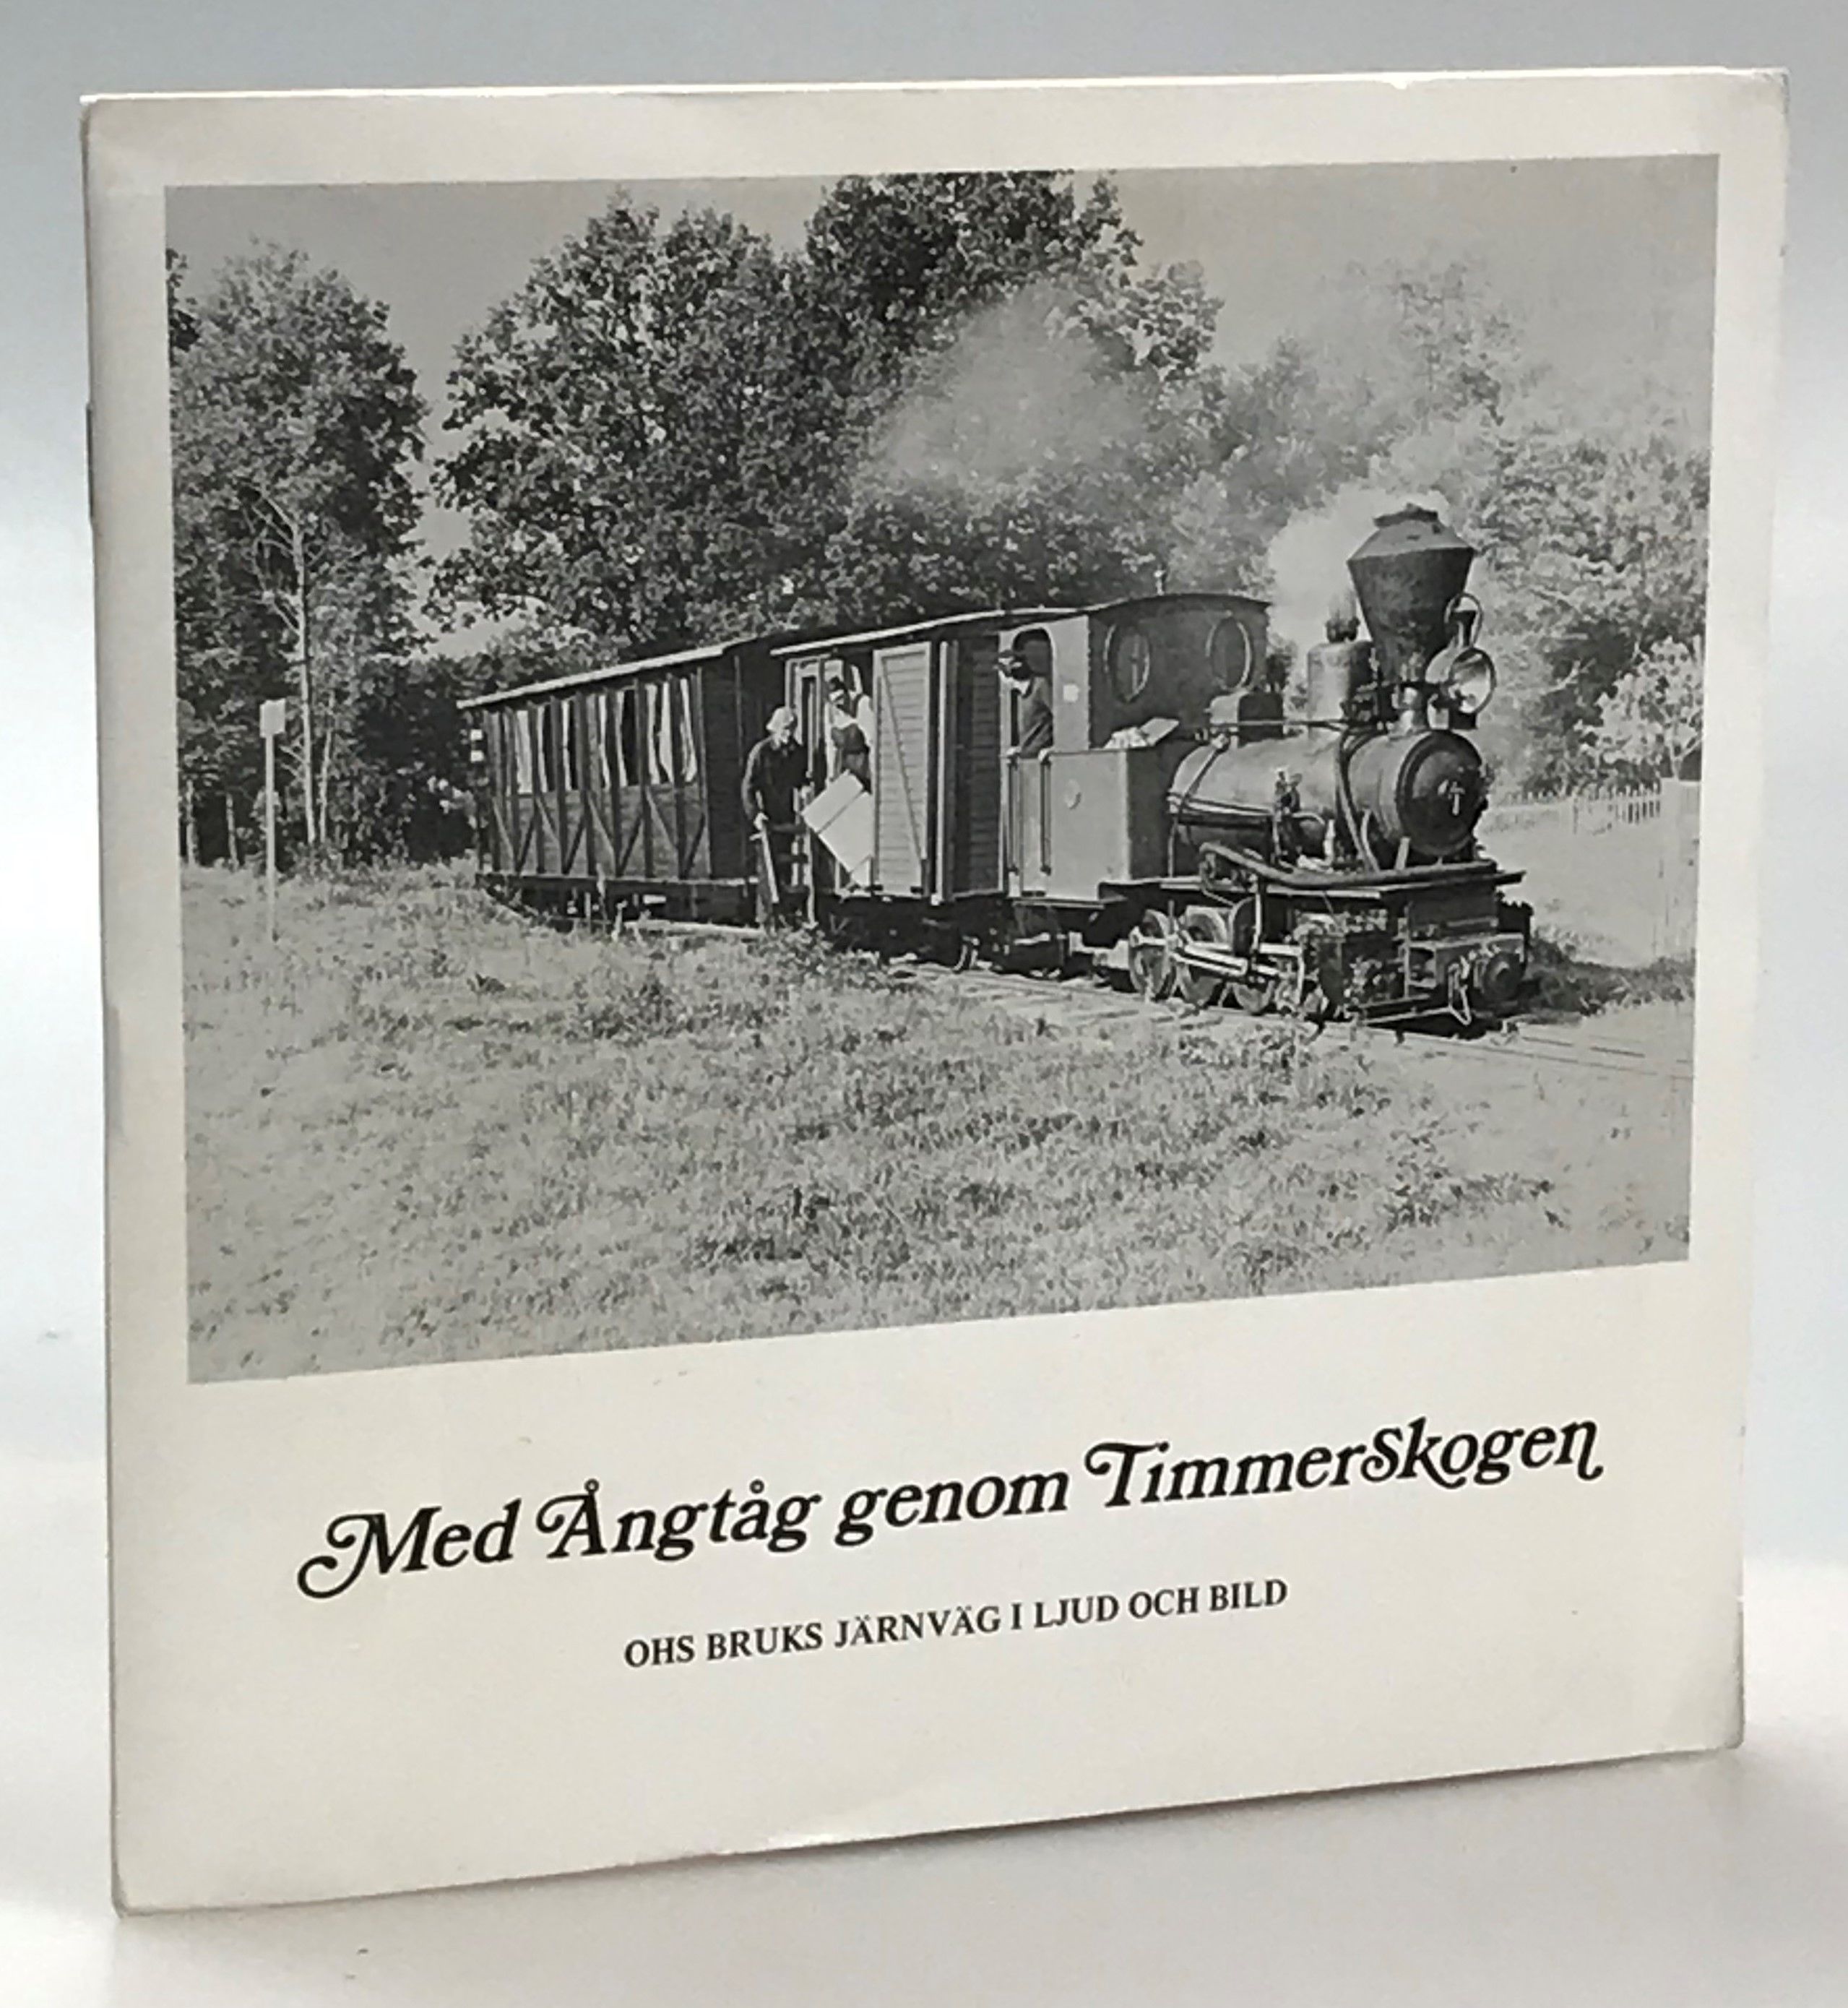 Med Ångtåg genom Timmerskogen
OHS BRUKS JÄRNVÄG I LJUD OCH BILD